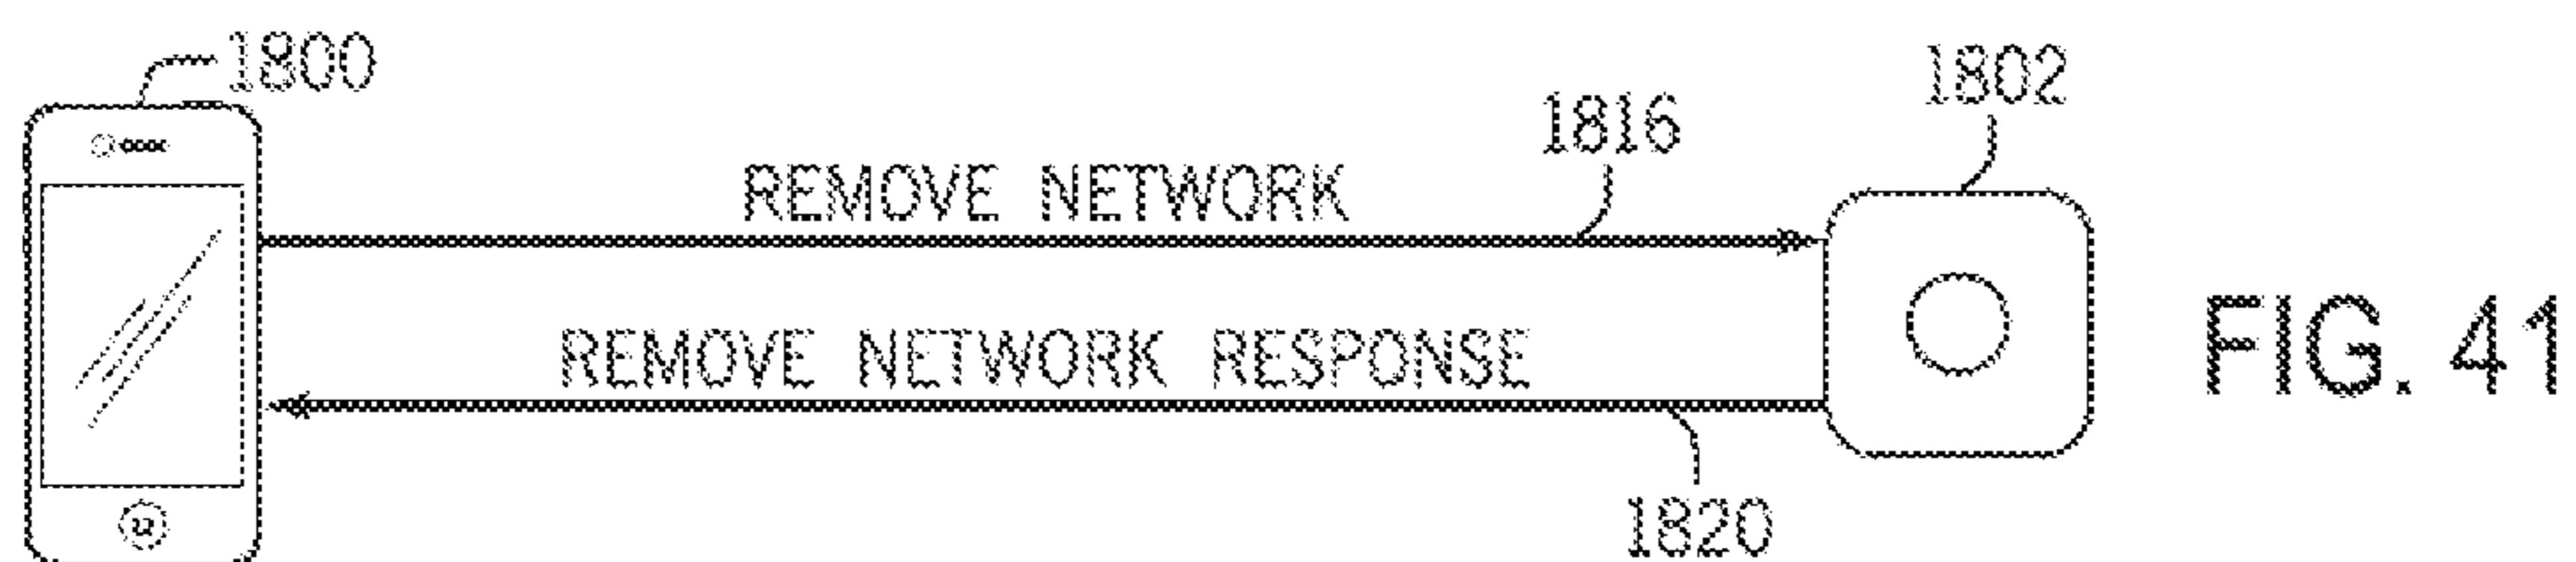 1800
1802
1816
REMOVE NETWORK
REMOVE NETWORK RESPONSE
1820
FIG. 41